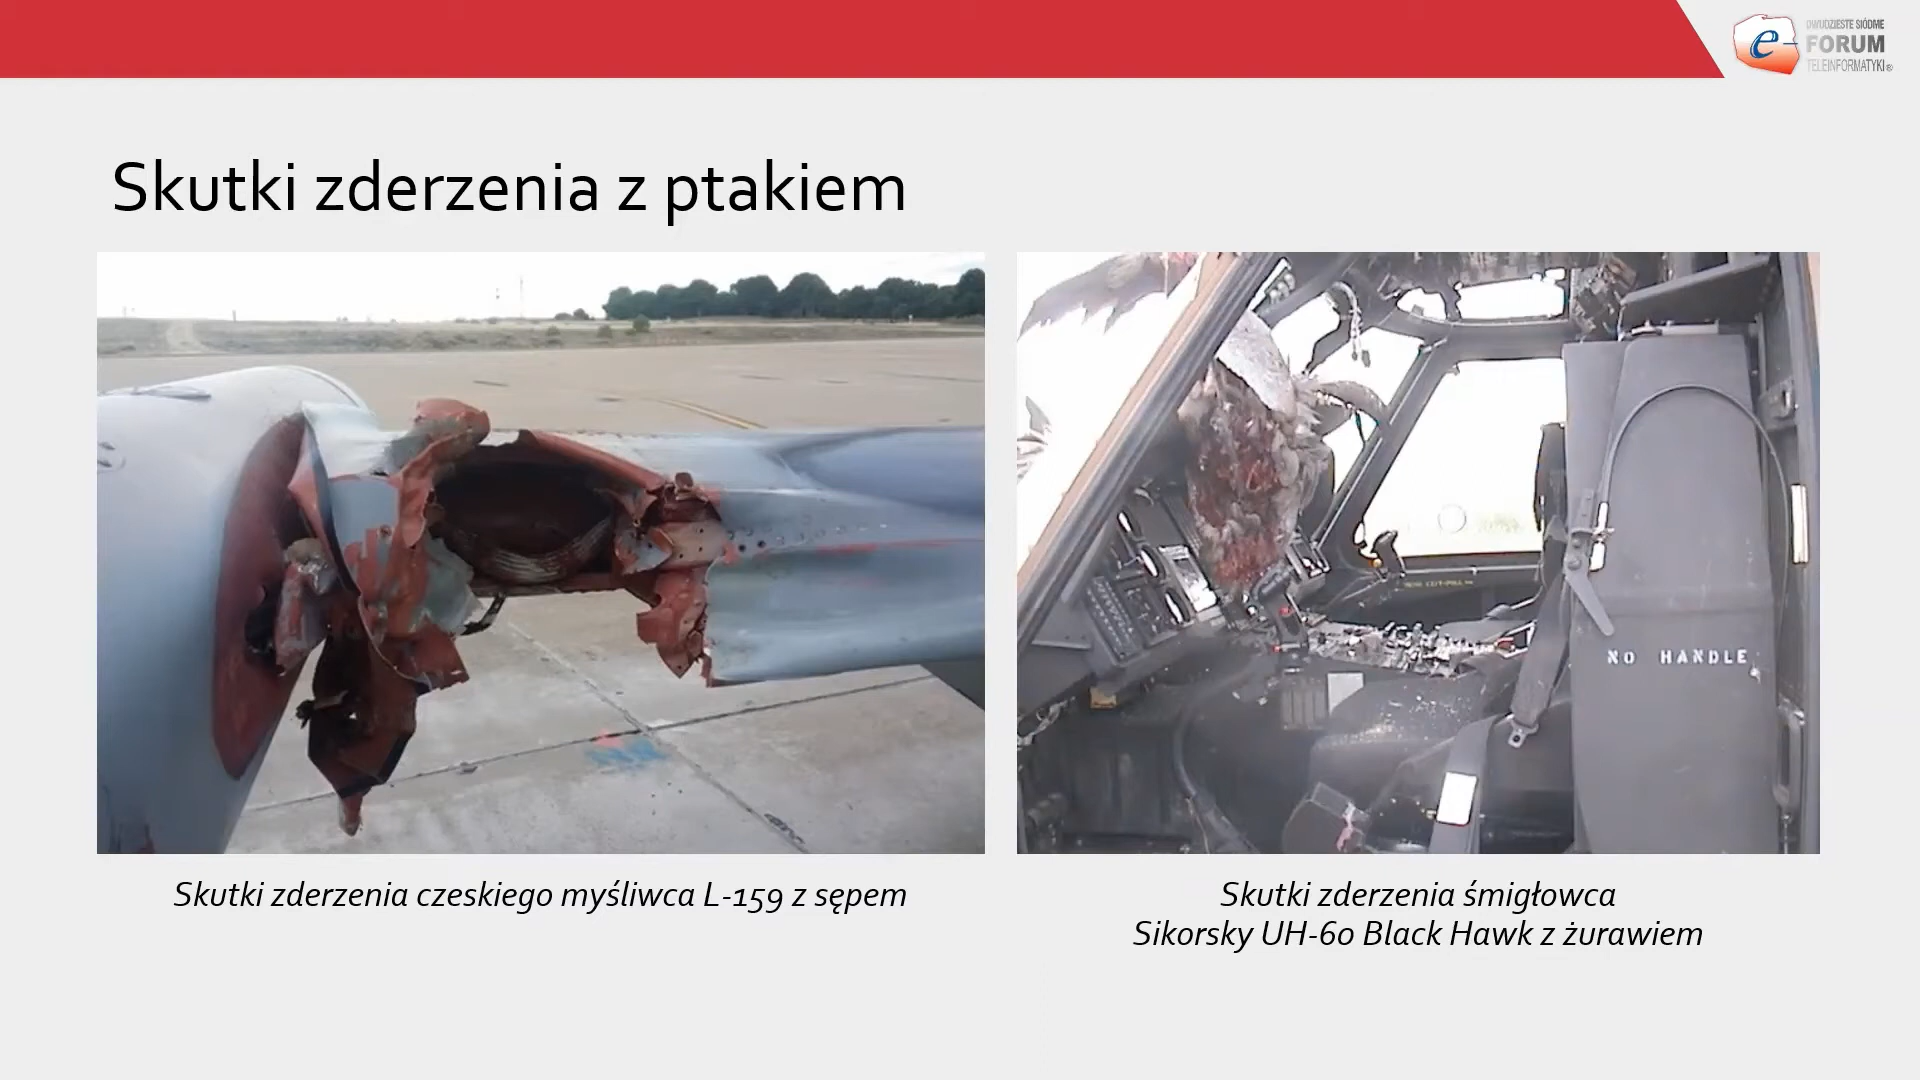 DWUDZIESTE SIÓDME
e-
FORUM
TELEINFORMATYKI®
Skutki zderzenia z ptakiem
NO HANDLE
Skutki zderzenia czeskiego myśliwca L-159 z sępem
Skutki zderzenia śmigłowca
Sikorsky UH-60 Black Hawk z żurawiem